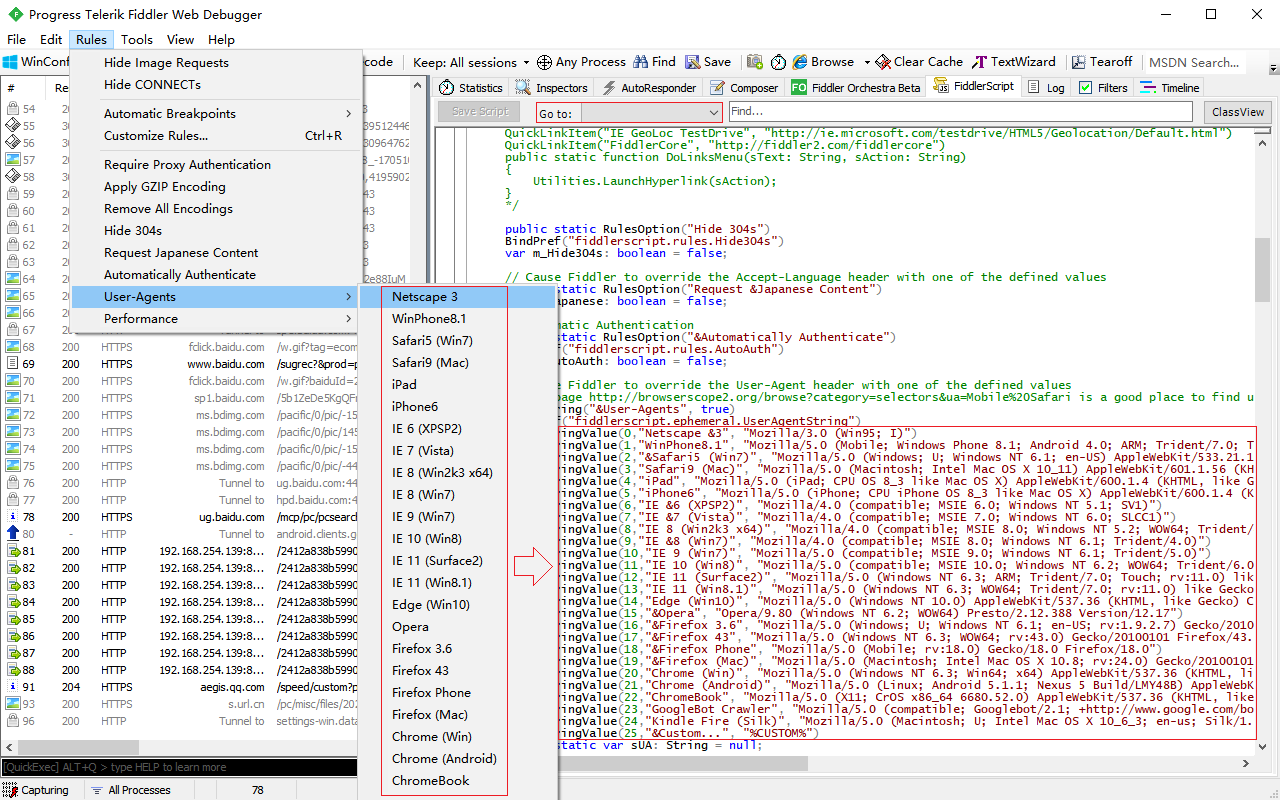 Progress Telerik Fiddler Web Debugger
File Edit Rules Tools View Help
WinConf
code Keep: All sessions Any Process Find Save Browse Clear Cache TextWizard Tearoff MSDN Search...
Statistics Inspectors AutoResponder Composer FO Fiddler Orchestra Beta FiddlerScript Log Filters Timeline
Save Script Go to: Find... ClassView
Hide Image Requests
Hide CONNECTs
Automatic Breakpoints
Customize Rules... Ctrl+R
Require Proxy Authentication
Apply GZIP Encoding
Remove All Encodings
Hide 304s
Request Japanese Content
Automatically Authenticate
User-Agents
Performance
Netscape 3
WinPhone8.1
Safari5 (Win7)
Safari9 (Mac)
iPad
iPhone6
IE 6 (XPSP2)
IE 7 (Vista)
IE 8 (Win2k3 x64)
IE 8 (Win7)
IE 9 (Win7)
IE 10 (Win8)
IE 11 (Surface2)
IE 11 (Win8.1)
Edge (Win10)
Opera
Firefox 3.6
Firefox 43
Firefox Phone
Firefox (Mac)
Chrome (Win)
Chrome (Android)
ChromeBook
# Re
54
55 39512446
56 30964762
57 3_-17051
58 ,4195902
59 43
60 43
61 43
62
63
64 2e88IuM
65
66
67
68 200 HTTPS fclick.baidu.com /w.gif?tag=ecom
69 200 HTTPS www.baidu.com /sugrec?&prod=p
70 200 HTTPS fclick.baidu.com /w.gif?baiduId=2
71 200 HTTPS sp1.baidu.com /5b1ZeDe5KgQF
72 200 HTTPS ms.bdimg.com /pacific/0/pic/-15
73 200 HTTPS ms.bdimg.com /pacific/0/pic/145
74 200 HTTPS ms.bdimg.com /pacific/0/pic/-15
75 200 HTTPS ms.bdimg.com /pacific/0/pic/-44
76 200 HTTP Tunnel to ug.baidu.com:44
77 200 HTTP Tunnel to hpd.baidu.com:4
78 200 HTTPS ug.baidu.com /mcp/pc/pcsearch
80 - HTTP Tunnel to android.clients.g
81 200 HTTP 192.168.254.139:8... /2412a838b5990
82 200 HTTP 192.168.254.139:8... /2412a838b5990
83 200 HTTP 192.168.254.139:8... /2412a838b5990
84 200 HTTP 192.168.254.139:8... /2412a838b5990
85 200 HTTP 192.168.254.139:8... /2412a838b5990
86 200 HTTP 192.168.254.139:8... /2412a838b5990
87 200 HTTP 192.168.254.139:8... /2412a838b5990
88 200 HTTP 192.168.254.139:8... /2412a838b5990
91 204 HTTPS aegis.qq.com /speed/custom?p
93 200 HTTPS s.url.cn /pc/misc/files/20
96 200 HTTP Tunnel to settings-win.data
[QuickExec] ALT+Q > type HELP to learn more
Capturing All Processes 78
QuickLinkItem("IE GeoLoc TestDrive", "http://ie.microsoft.com/testdrive/HTML5/Geolocation/Default.html")
QuickLinkItem("FiddlerCore", "http://fiddler2.com/fiddlercore")
public static function DoLinksMenu(sText: String, sAction: String)
{
Utilities.LaunchHyperlink(sAction);
}
*/
public static RulesOption("Hide 304s")
BindPref("fiddlerscript.rules.Hide304s")
var m_Hide304s: boolean = false;
// Cause Fiddler to override the Accept-Language header with one of the defined values
static RulesOption("Request &Japanese Content")
apanese: boolean = false;
matic Authentication
static RulesOption("&Automatically Authenticate")
f("fiddlerscript.rules.AutoAuth")
utoAuth: boolean = false;
e Fiddler to override the User-Agent header with one of the defined values
page http://browserscope2.org/browse?category=selectors&ua=Mobile%20Safari is a good place to find u
ring("&User-Agents", true)
f("fiddlerscript.ephemeral.UserAgentString")
ringValue(0,"Netscape &3", "Mozilla/3.0 (Win95; I)")
ringValue(1,"WinPhone8.1", "Mozilla/5.0 (Mobile; Windows Phone 8.1; Android 4.0; ARM; Trident/7.0; T
ringValue(2,"&Safari5 (Win7)", "Mozilla/5.0 (Windows; U; Windows NT 6.1; en-US) AppleWebKit/533.21.1
ringValue(3,"Safari9 (Mac)", "Mozilla/5.0 (Macintosh; Intel Mac OS X 10_11) AppleWebKit/601.1.56 (KH
ringValue(4,"iPad", "Mozilla/5.0 (iPad; CPU OS 8_3 like Mac OS X) AppleWebKit/600.1.4 (KHTML, like G
ringValue(5,"iPhone6", "Mozilla/5.0 (iPhone; CPU iPhone OS 8_3 like Mac OS X) AppleWebKit/600.1.4 (K
ringValue(6,"IE &6 (XPSP2)", "Mozilla/4.0 (compatible; MSIE 6.0; Windows NT 5.1; SV1)")
ringValue(7,"IE &7 (Vista)", "Mozilla/4.0 (compatible; MSIE 7.0; Windows NT 6.0; SLCC1)")
ringValue(8,"IE 8 (Win2k3 x64)", "Mozilla/4.0 (compatible; MSIE 8.0; Windows NT 5.2; WOW64; Trident/
ringValue(9,"IE &8 (Win7)", "Mozilla/4.0 (compatible; MSIE 8.0; Windows NT 6.1; Trident/4.0)")
ringValue(10,"IE 9 (Win7)", "Mozilla/5.0 (compatible; MSIE 9.0; Windows NT 6.1; Trident/5.0)")
ringValue(11,"IE 10 (Win8)", "Mozilla/5.0 (compatible; MSIE 10.0; Windows NT 6.2; WOW64; Trident/6.0
ringValue(12,"IE 11 (Surface2)", "Mozilla/5.0 (Windows NT 6.3; ARM; Trident/7.0; Touch; rv:11.0) lik
ringValue(13,"IE 11 (Win8.1)", "Mozilla/5.0 (Windows NT 6.3; WOW64; Trident/7.0; rv:11.0) like Gecko
ringValue(14,"Edge (Win10)", "Mozilla/5.0 (Windows NT 10.0) AppleWebKit/537.36 (KHTML, like Gecko) C
ringValue(15,"&Opera", "Opera/9.80 (Windows NT 6.2; WOW64) Presto/2.12.388 Version/12.17")
ringValue(16,"&Firefox 3.6", "Mozilla/5.0 (Windows; U; Windows NT 6.1; en-US; rv:1.9.2.7) Gecko/2010
ringValue(17,"&Firefox 43", "Mozilla/5.0 (Windows NT 6.3; WOW64; rv:43.0) Gecko/20100101 Firefox/43.
ringValue(18,"&Firefox Phone", "Mozilla/5.0 (Mobile; rv:18.0) Gecko/18.0 Firefox/18.0")
ringValue(19,"&Firefox (Mac)", "Mozilla/5.0 (Macintosh; Intel Mac OS X 10.8; rv:24.0) Gecko/20100101
ringValue(20,"Chrome (Win)", "Mozilla/5.0 (Windows NT 6.3; Win64; x64) AppleWebKit/537.36 (KHTML, li
ringValue(21,"Chrome (Android)", "Mozilla/5.0 (Linux; Android 5.1.1; Nexus 5 Build/LMY48B) AppleWebK
ringValue(22,"ChromeBook", "Mozilla/5.0 (X11; CrOS x86_64 6680.52.0) AppleWebKit/537.36 (KHTML, like
ringValue(23,"GoogleBot Crawler", "Mozilla/5.0 (compatible; Googlebot/2.1; +http://www.google.com/bo
ringValue(24,"Kindle Fire (Silk)", "Mozilla/5.0 (Macintosh; U; Intel Mac OS X 10_6_3; en-us; Silk/1.
ringValue(25,"&Custom...", "%CUSTOM%")
static var sUA: String = null;